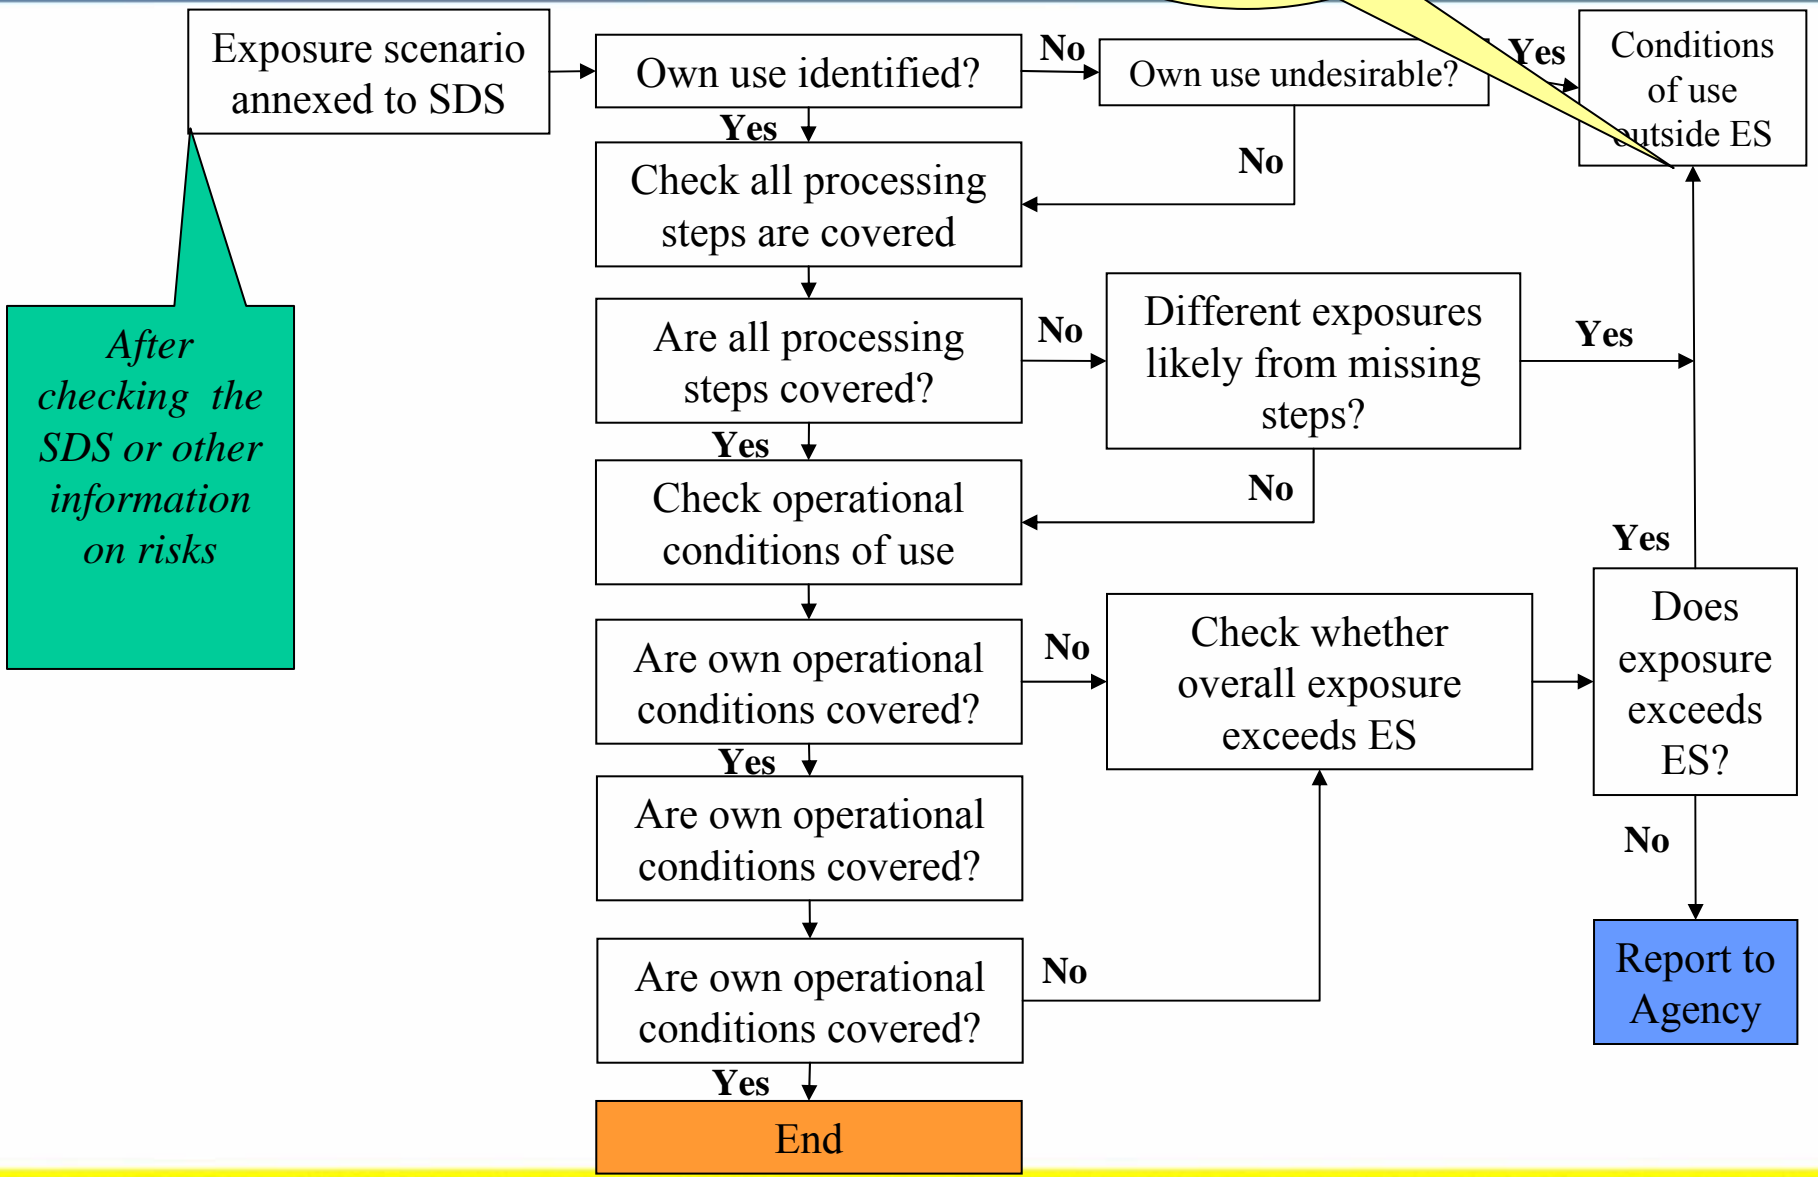 Exposure scenario
annexed to SDS
Own use identified?
No
Own use undesirable?
Yes
Conditions
of use
outside ES
Yes
No
Check all processing
steps are covered
After
checking the
SDS or other
information
on risks
Are all processing
steps covered?
No
Different exposures
likely from missing
steps?
Yes
Yes
No
Check operational
conditions of use
Yes
Are own operational
conditions covered?
No
Check whether
overall exposure
exceeds ES
Does
exposure
exceeds
ES?
Yes
Are own operational
conditions covered?
No
Are own operational
conditions covered?
No
Report to
Agency
Yes
End